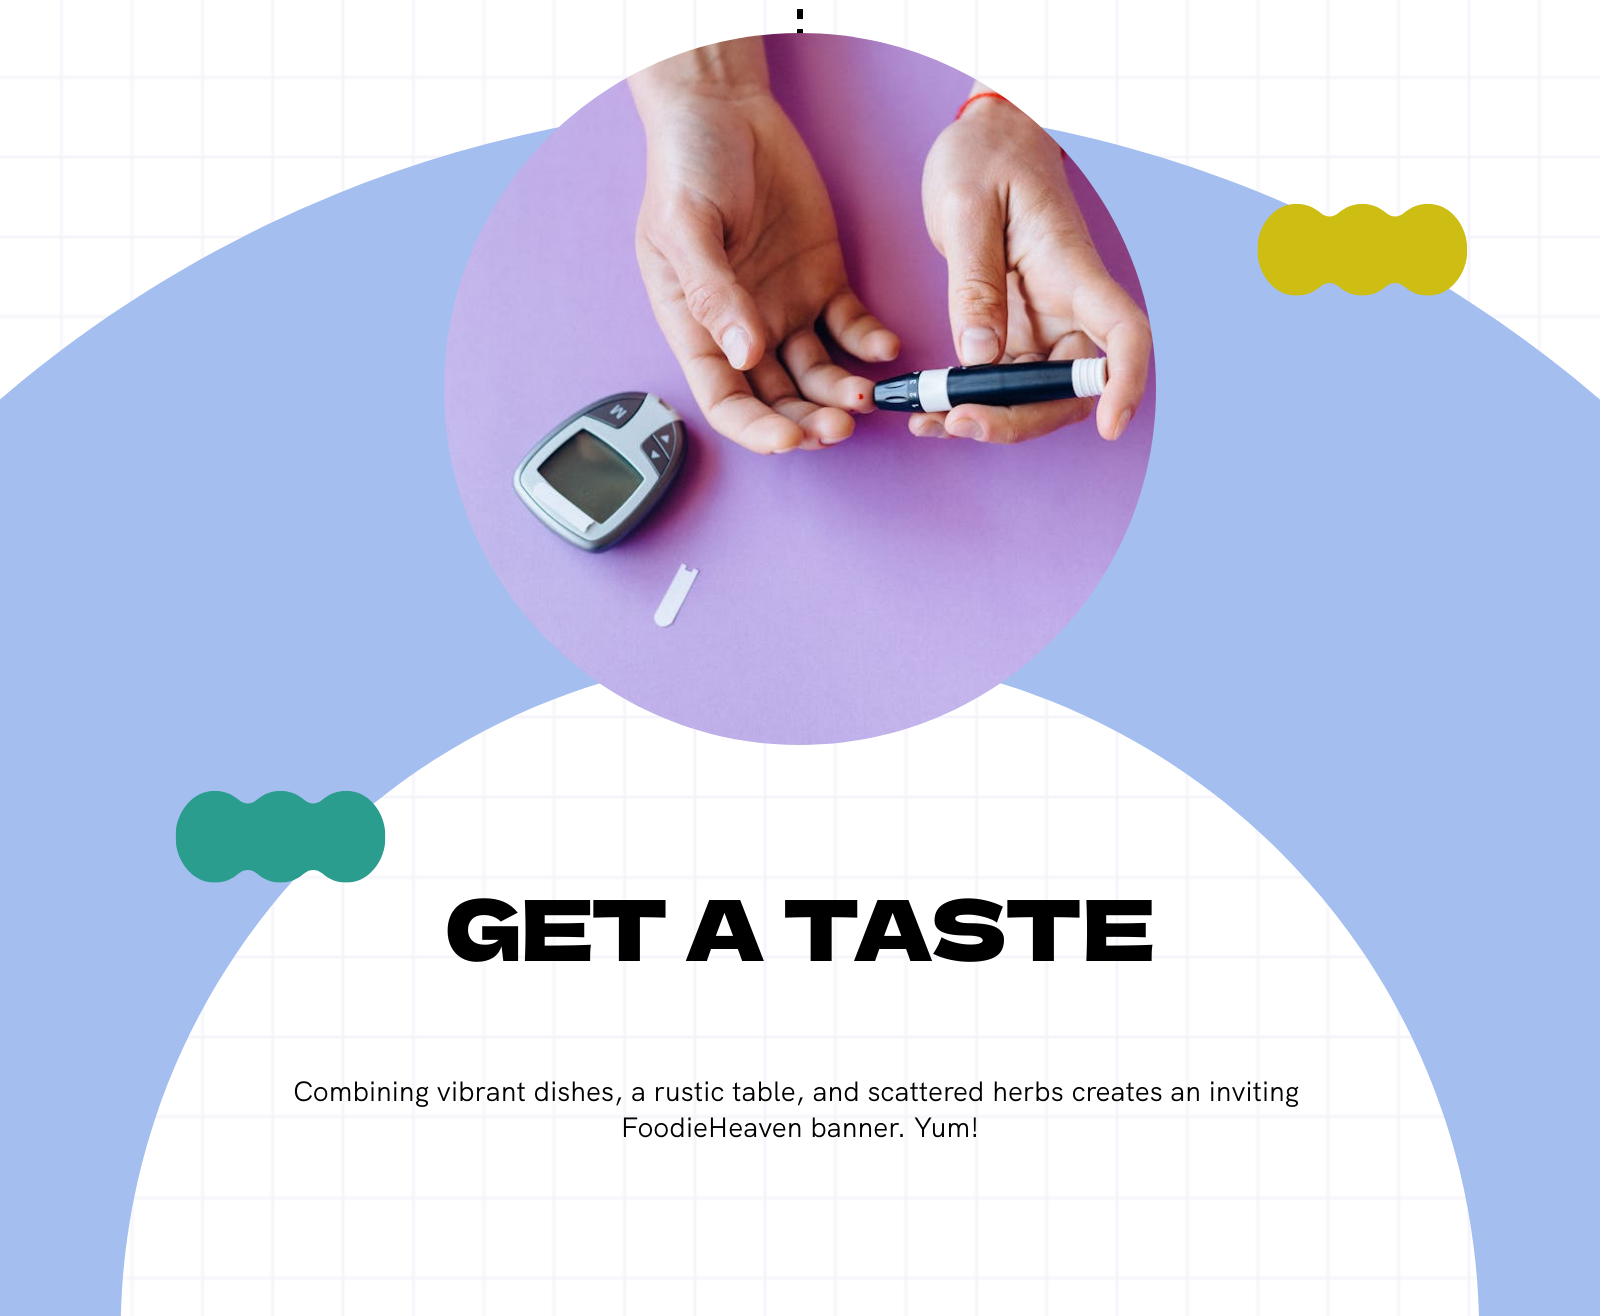 M
GET A TASTE
Combining vibrant dishes, a rustic table, and scattered herbs creates an inviting
FoodieHeaven banner. Yum!